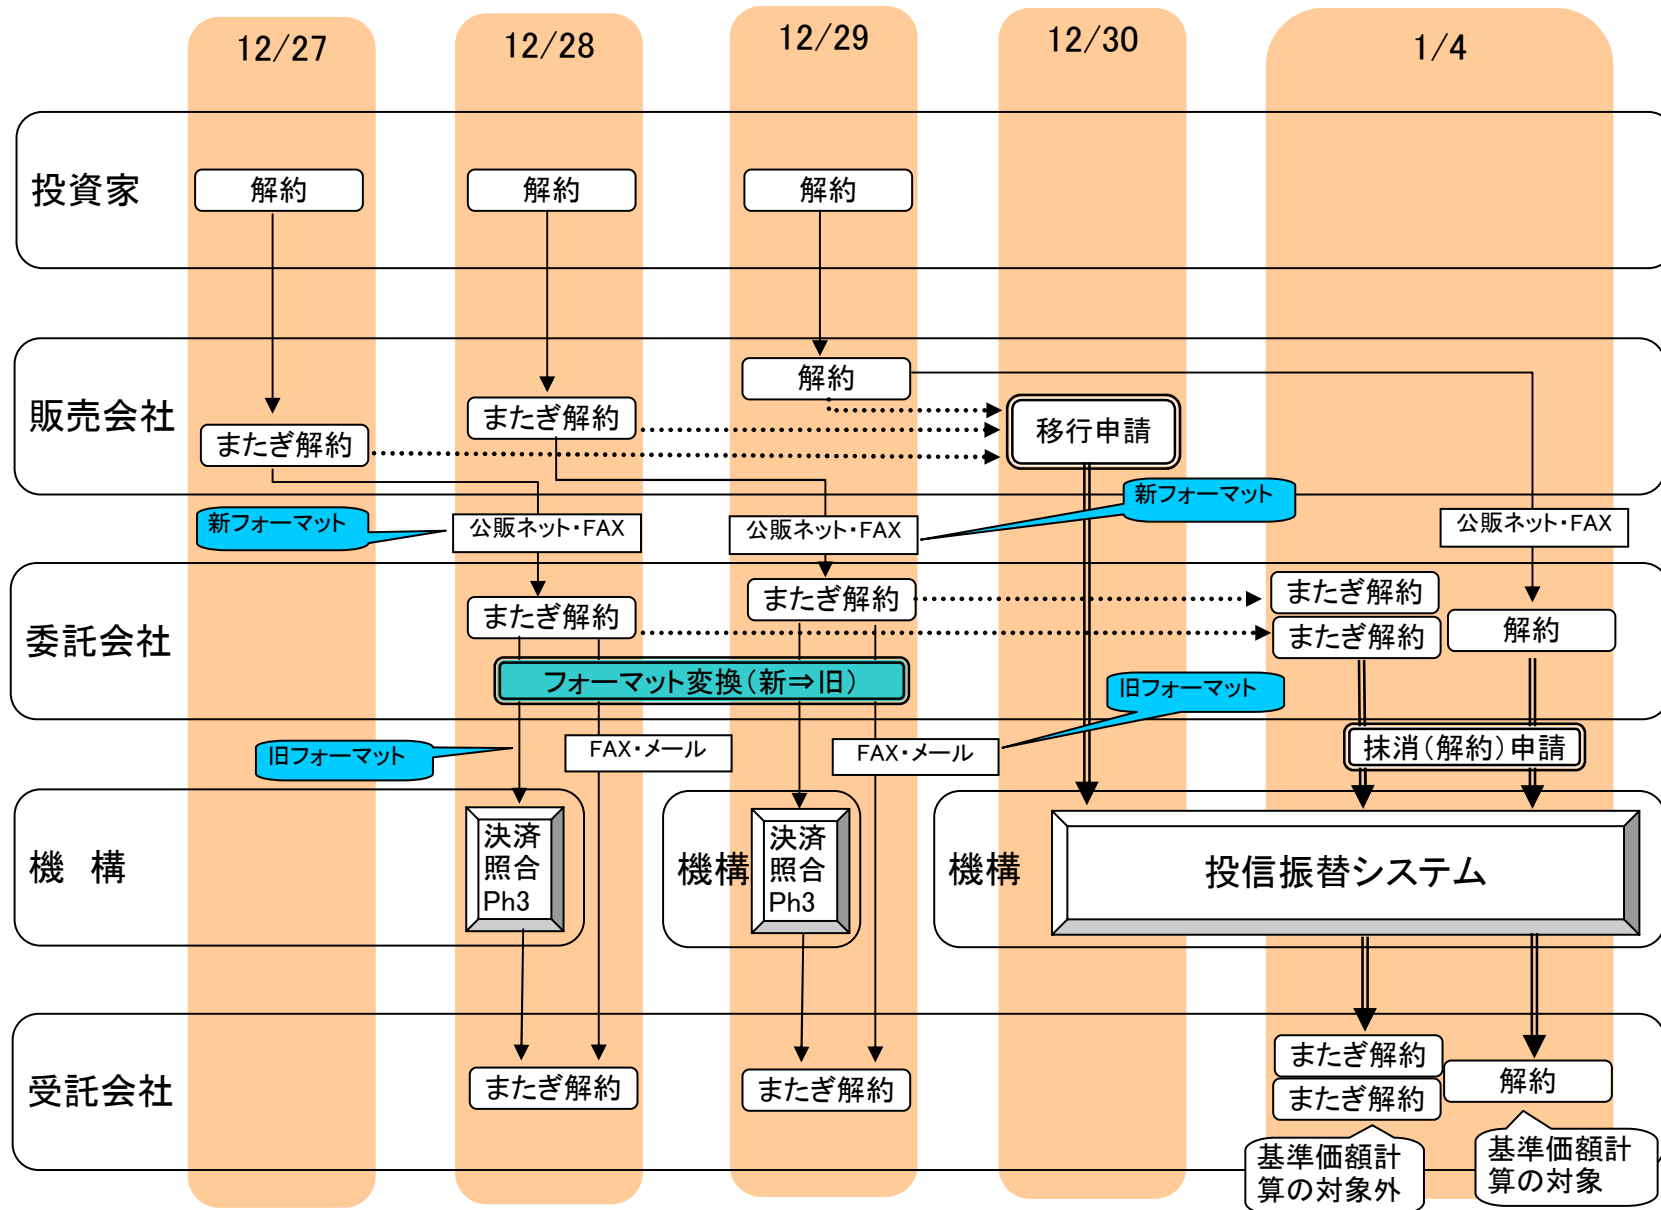 12/27
12/28
12/29
12/30
1/4
投資家
解約
解約
解約
販売会社
解約
またぎ解約
またぎ解約
移行申請
新フォーマット
公販ネット・FAX
公販ネット・FAX
新フォーマット
公販ネット・FAX
委託会社
またぎ解約
またぎ解約
またぎ解約
またぎ解約
解約
フォーマット変換（新⇒旧）
旧フォーマット
旧フォーマット
FAX・メール
FAX・メール
抹消（解約）申請
機 構
決済
照合
Ph3
機構
決済
照合
Ph3
機構
投信振替システム
受託会社
またぎ解約
またぎ解約
またぎ解約
またぎ解約
解約
基準価額計
算の対象外
基準価額計
算の対象